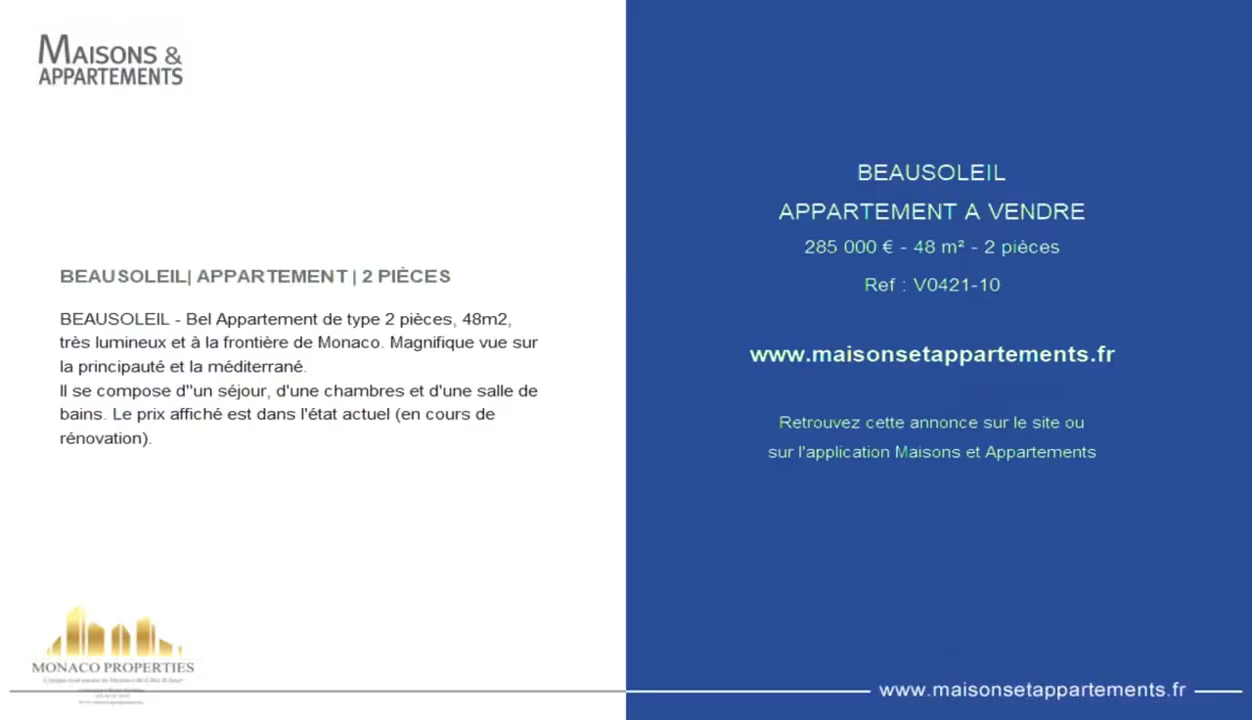 MAISONS &
APPARTEMENTS
BEAUSOLEIL| APPARTEMENT | 2 PIÈCES
BEAUSOLEIL - Bel Appartement de type 2 pièces, 48m2,
très lumineux et à la frontière de Monaco. Magnifique vue sur
la principauté et la méditerrané.
Il se compose d''un séjour, d'une chambres et d'une salle de
bains. Le prix affiché est dans l'état actuel (en cours de
rénovation).
MONACO PROPERTIES
BEAUSOLEIL
APPARTEMENT A VENDRE
285 000 € - 48 m² - 2 pièces
Ref : V0421-10
www.maisonsetappartements.fr
Retrouvez cette annonce sur le site ou
sur l'application Maisons et Appartements
www.maisonsetappartements.fr